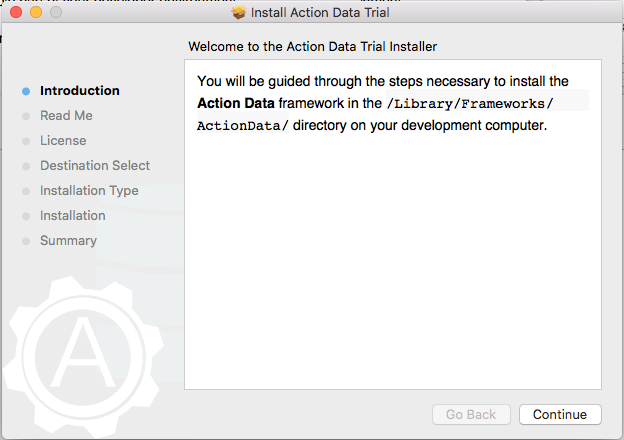 Install Action Data Trial
Welcome to the Action Data Trial Installer
Introduction
Read Me
License
Destination Select
Installation Type
Installation
Summary
You will be guided through the steps necessary to install the
Action Data framework in the /Library/Frameworks/
ActionData/ directory on your development computer.
A
Go Back
Continue